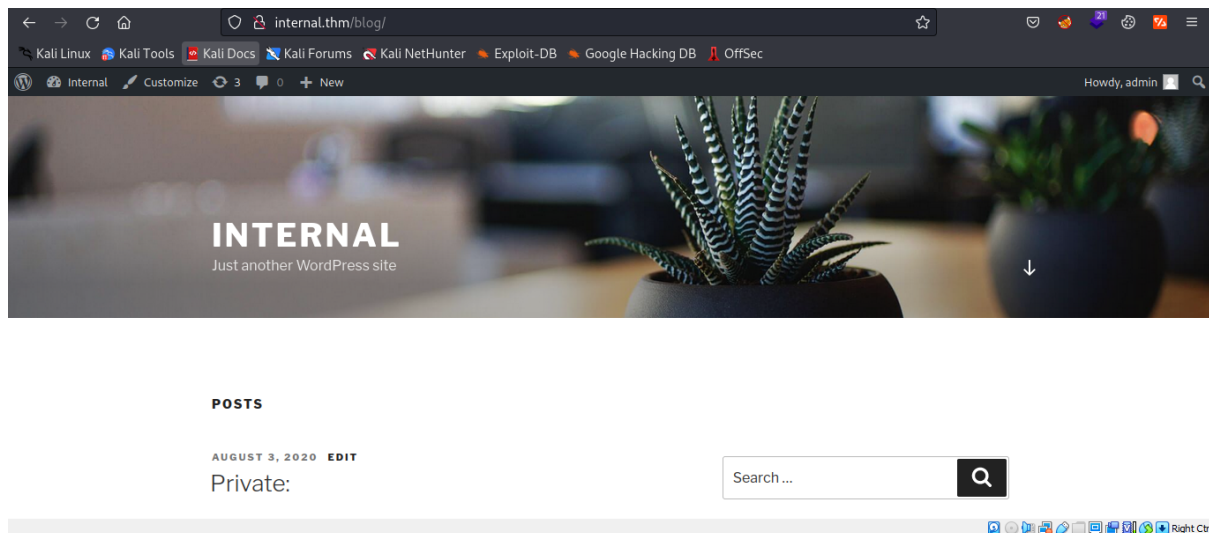 internal.thm/blog/
21
Kali Linux Kali Tools Kali Docs Kali Forums Kali NetHunter Exploit-DB Google Hacking DB OffSec
Internal Customize 3 0 New Howdy, admin
INTERNAL
Just another WordPress site
POSTS
AUGUST 3, 2020 EDIT
Private:
Search ...
Right Ctr